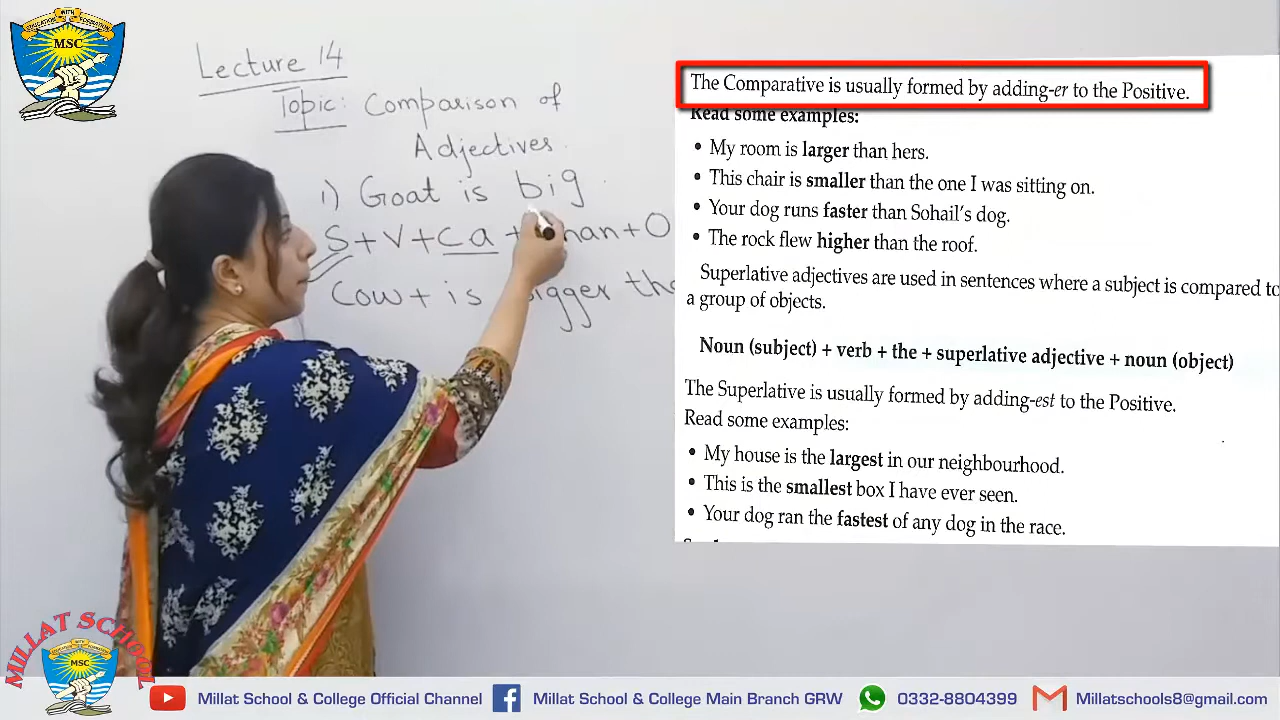 EDUCATION WITH FORMATION
MSC
Lecture 14
Topic: Comparison of
Adjectives.
1) Goat is big.
S+V+Ca+ han+O
Cow+ is igger tha
The Comparative is usually formed by adding-er to the Positive.
Read some examples:
• My room is larger than hers.
• This chair is smaller than the one I was sitting on.
• Your dog runs faster than Sohail's dog.
• The rock flew higher than the roof.
Superlative adjectives are used in sentences where a subject is compared to
a group of objects.
Noun (subject) + verb + the + superlative adjective + noun (object)
The Superlative is usually formed by adding-est to the Positive.
Read some examples:
• My house is the largest in our neighbourhood.
• This is the smallest box I have ever seen.
• Your dog ran the fastest of any dog in the race.
MILLAT SCHOOL
MSC
Millat School & College Official Channel
Millat School & College Main Branch GRW
0332-8804399
Millatschools8@gmail.com